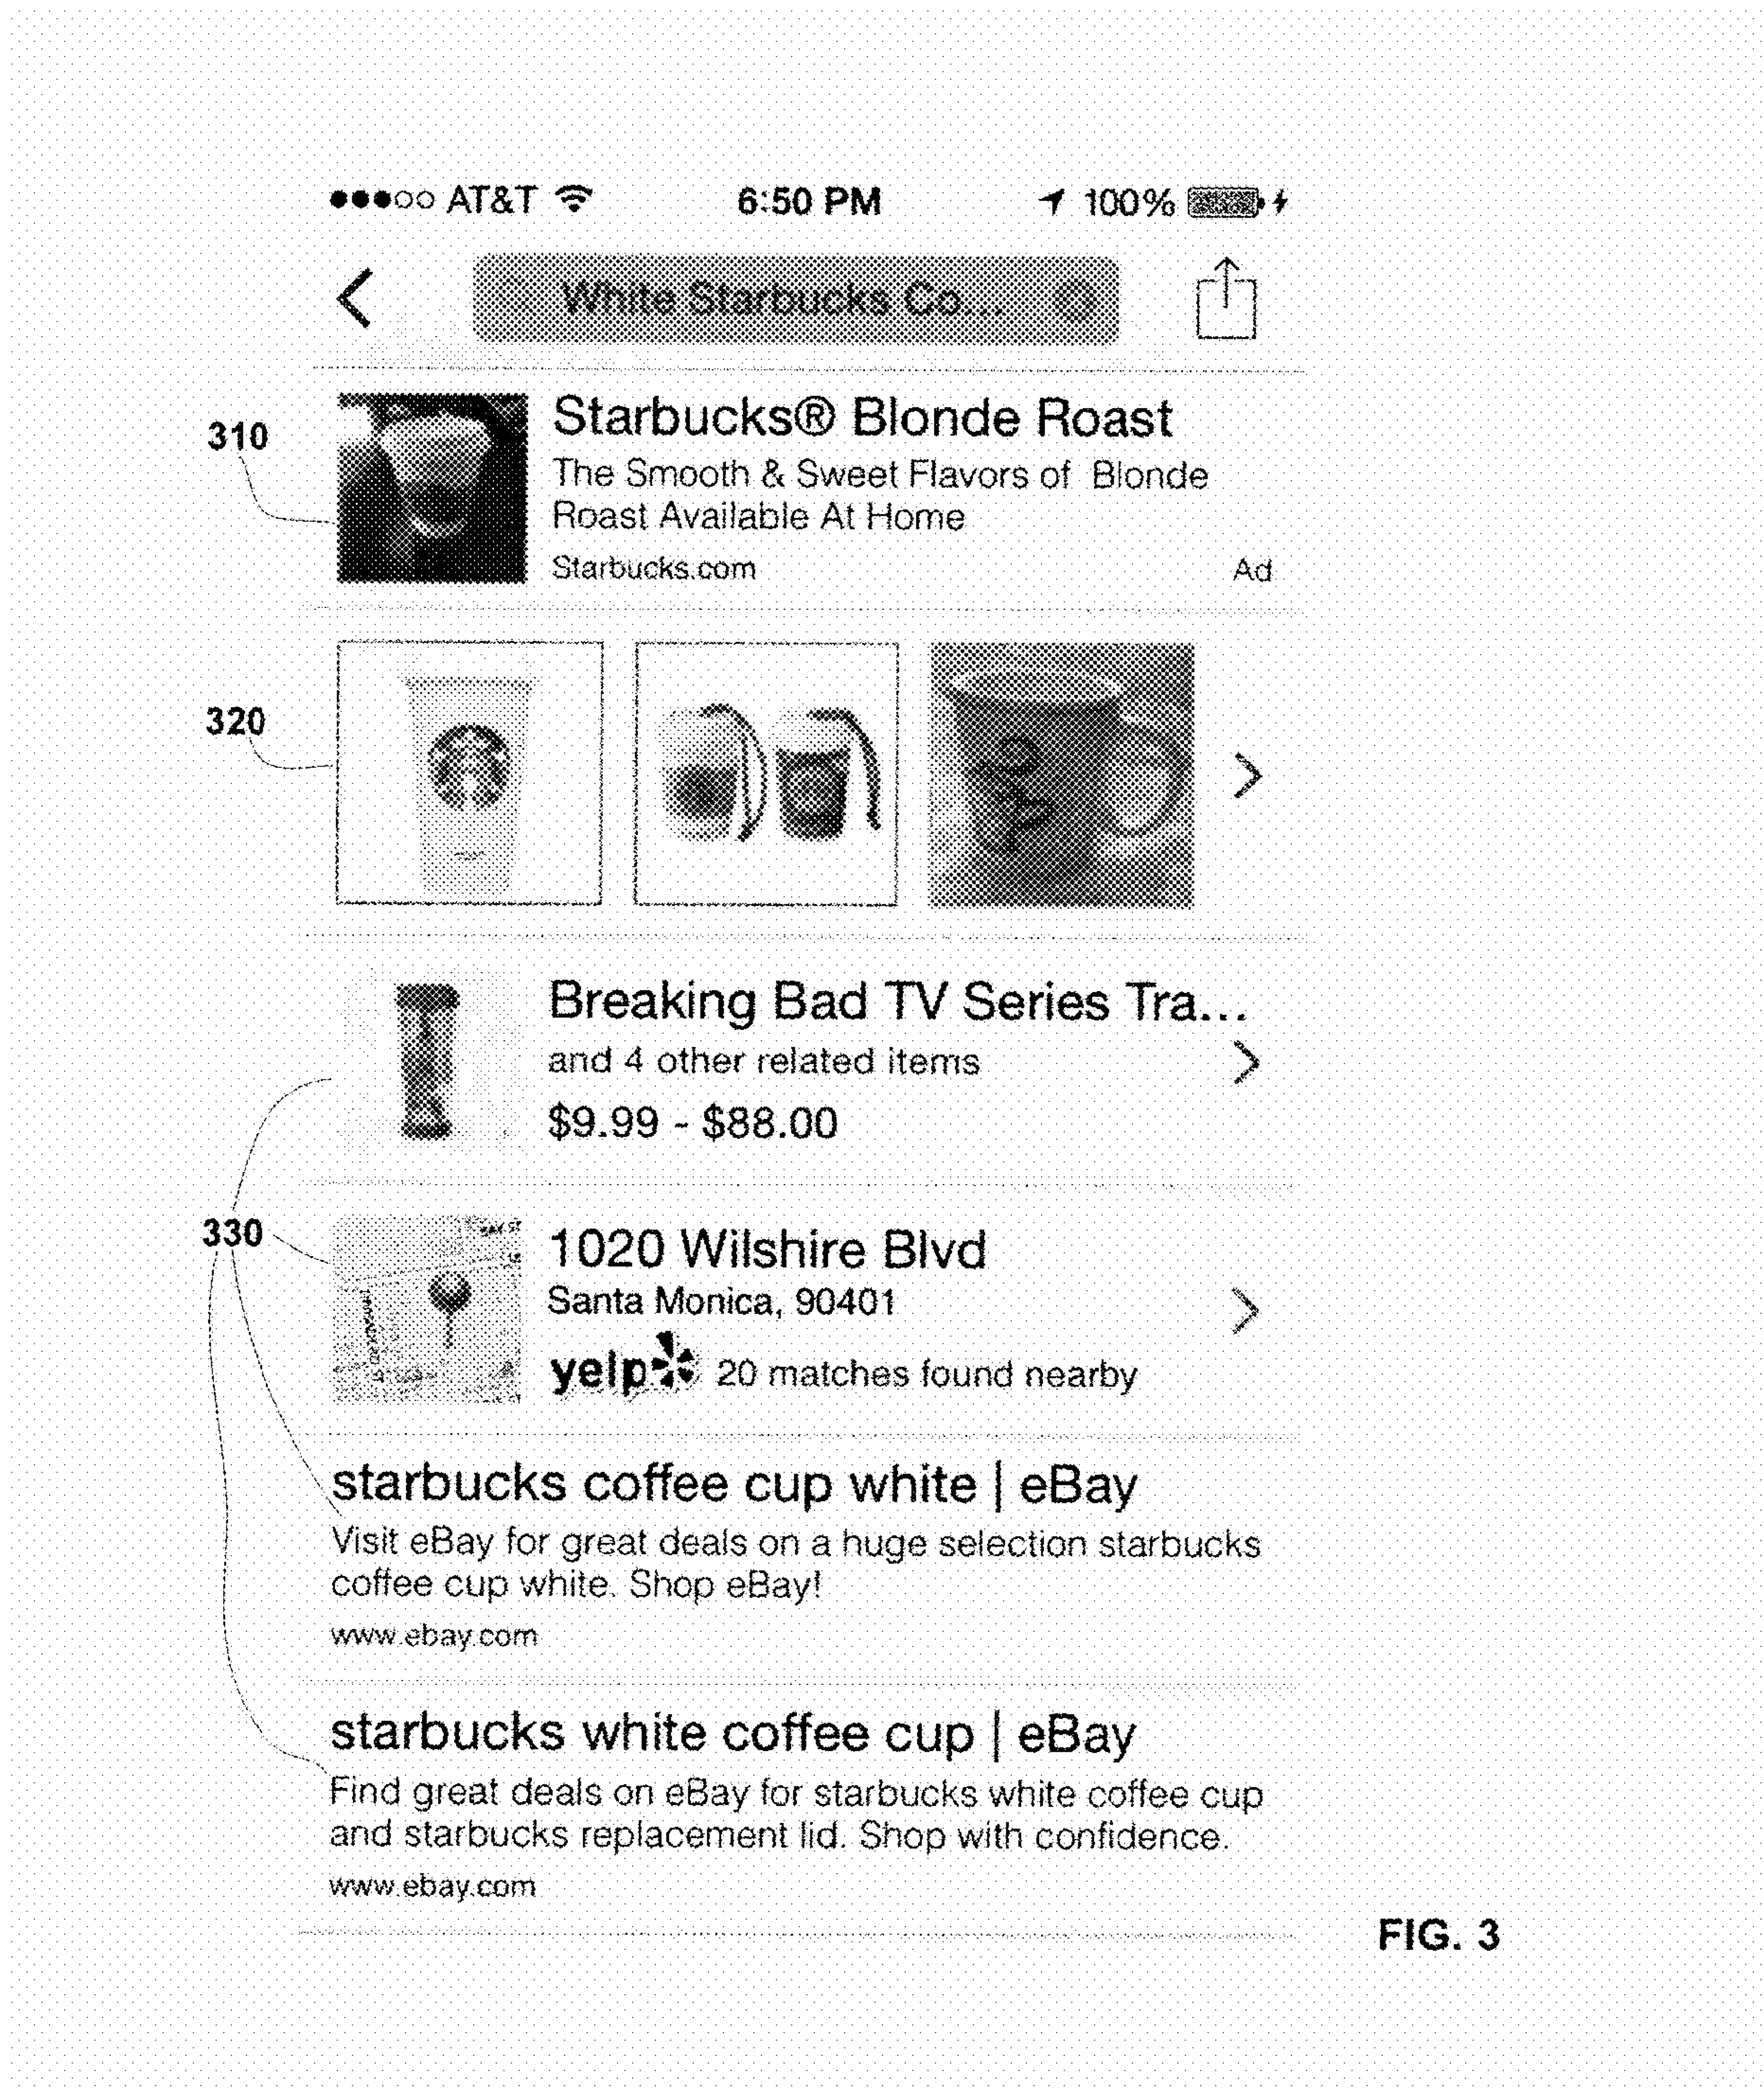 AT&T 6:50 PM 100%
White Starbucks Co...
310
Starbucks® Blonde Roast
The Smooth & Sweet Flavors of Blonde
Roast Available At Home
Starbucks.com Ad
320
Breaking Bad TV Series Tra...
and 4 other related items
$9.99 - $88.00
330
1020 Wilshire Blvd
Santa Monica, 90401
yelp 20 matches found nearby
starbucks coffee cup white | eBay
Visit eBay for great deals on a huge selection starbucks
coffee cup white. Shop eBay!
www.ebay.com
starbucks white coffee cup | eBay
Find great deals on eBay for starbucks white coffee cup
and starbucks replacement lid. Shop with confidence.
www.ebay.com
FIG. 3